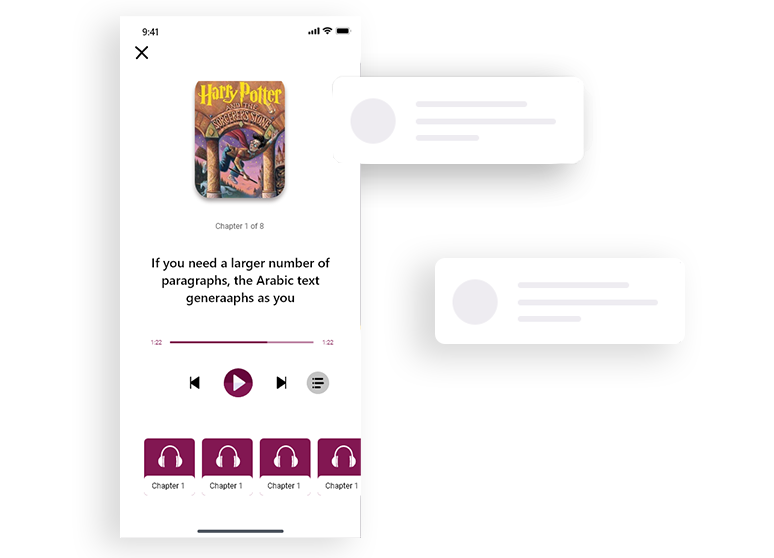 9:41
Harry Potter
AND THE
SORCERER'S STONE
Chapter 1 of 8
If you need a larger number of
paragraphs, the Arabic text
generaaphs as you
1:22 1:22
Chapter 1 Chapter 1 Chapter 1 Chapter 1